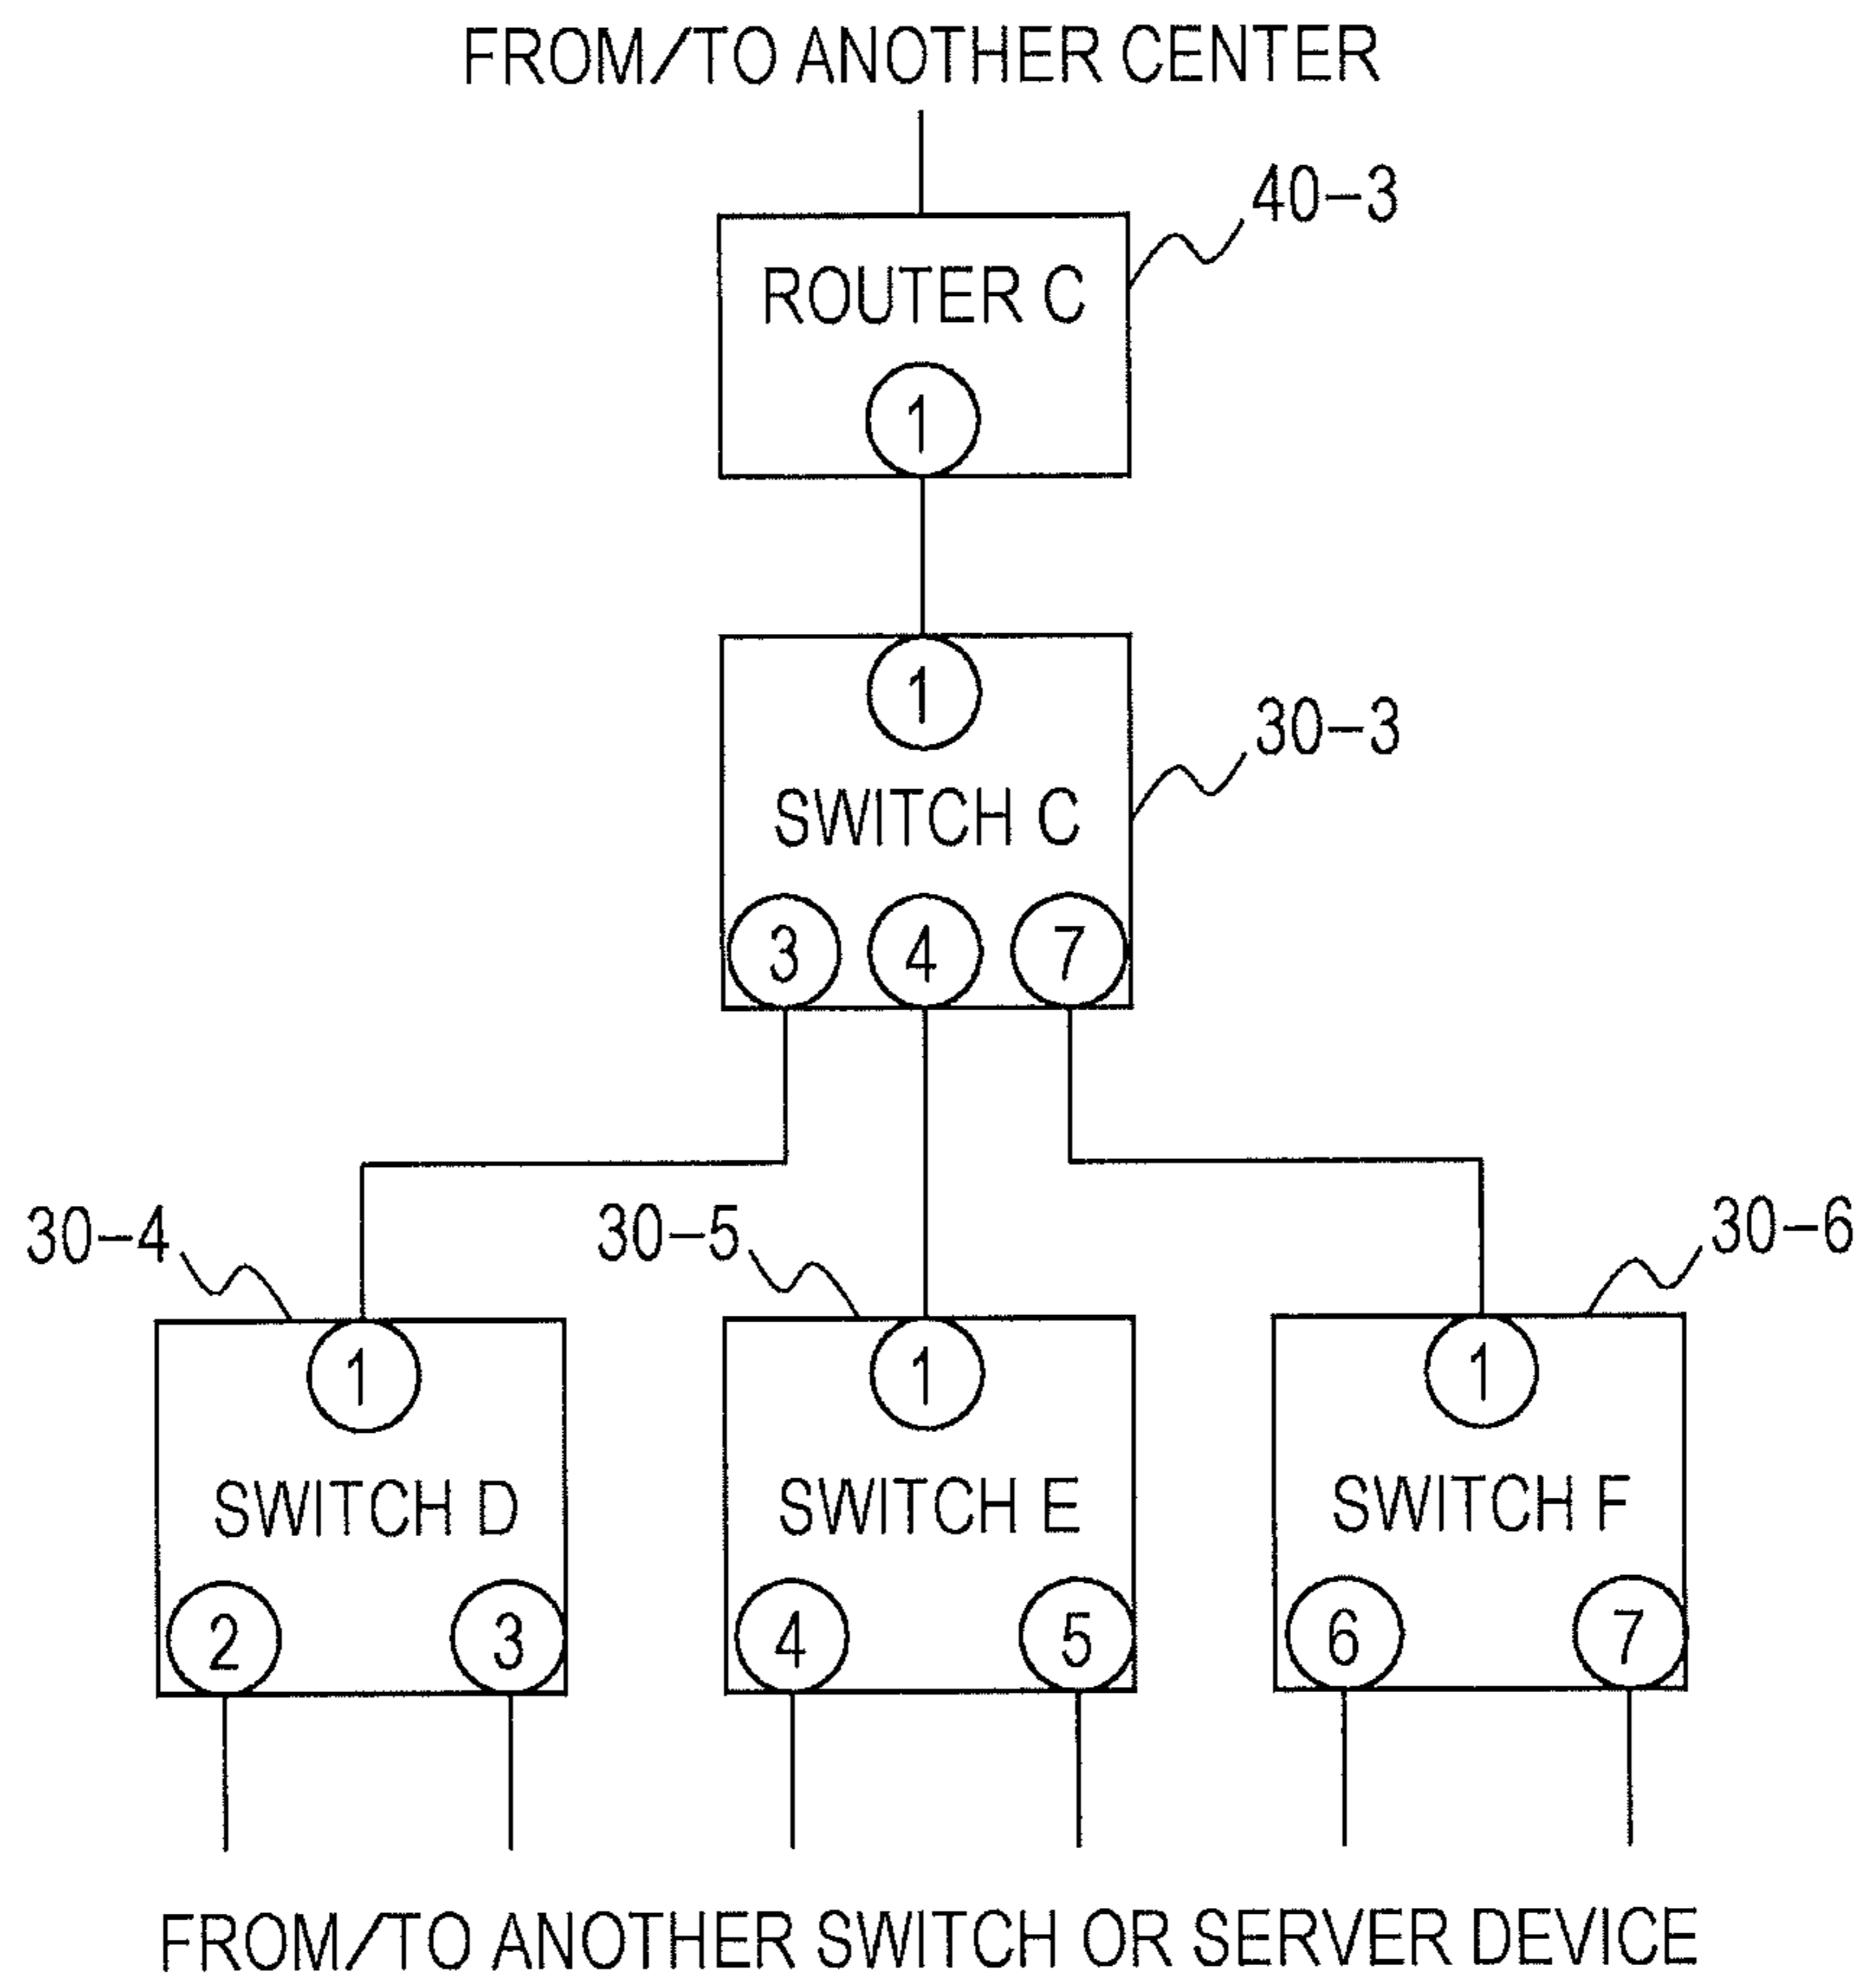 FROM/TO ANOTHER CENTER
40-3
ROUTER C
1
1
30-3
SWITCH C
3 4 7
30-4 30-5 30-6
1 1 1
SWITCH D SWITCH E SWITCH F
2 3 4 5 6 7
FROM/TO ANOTHER SWITCH OR SERVER DEVICE